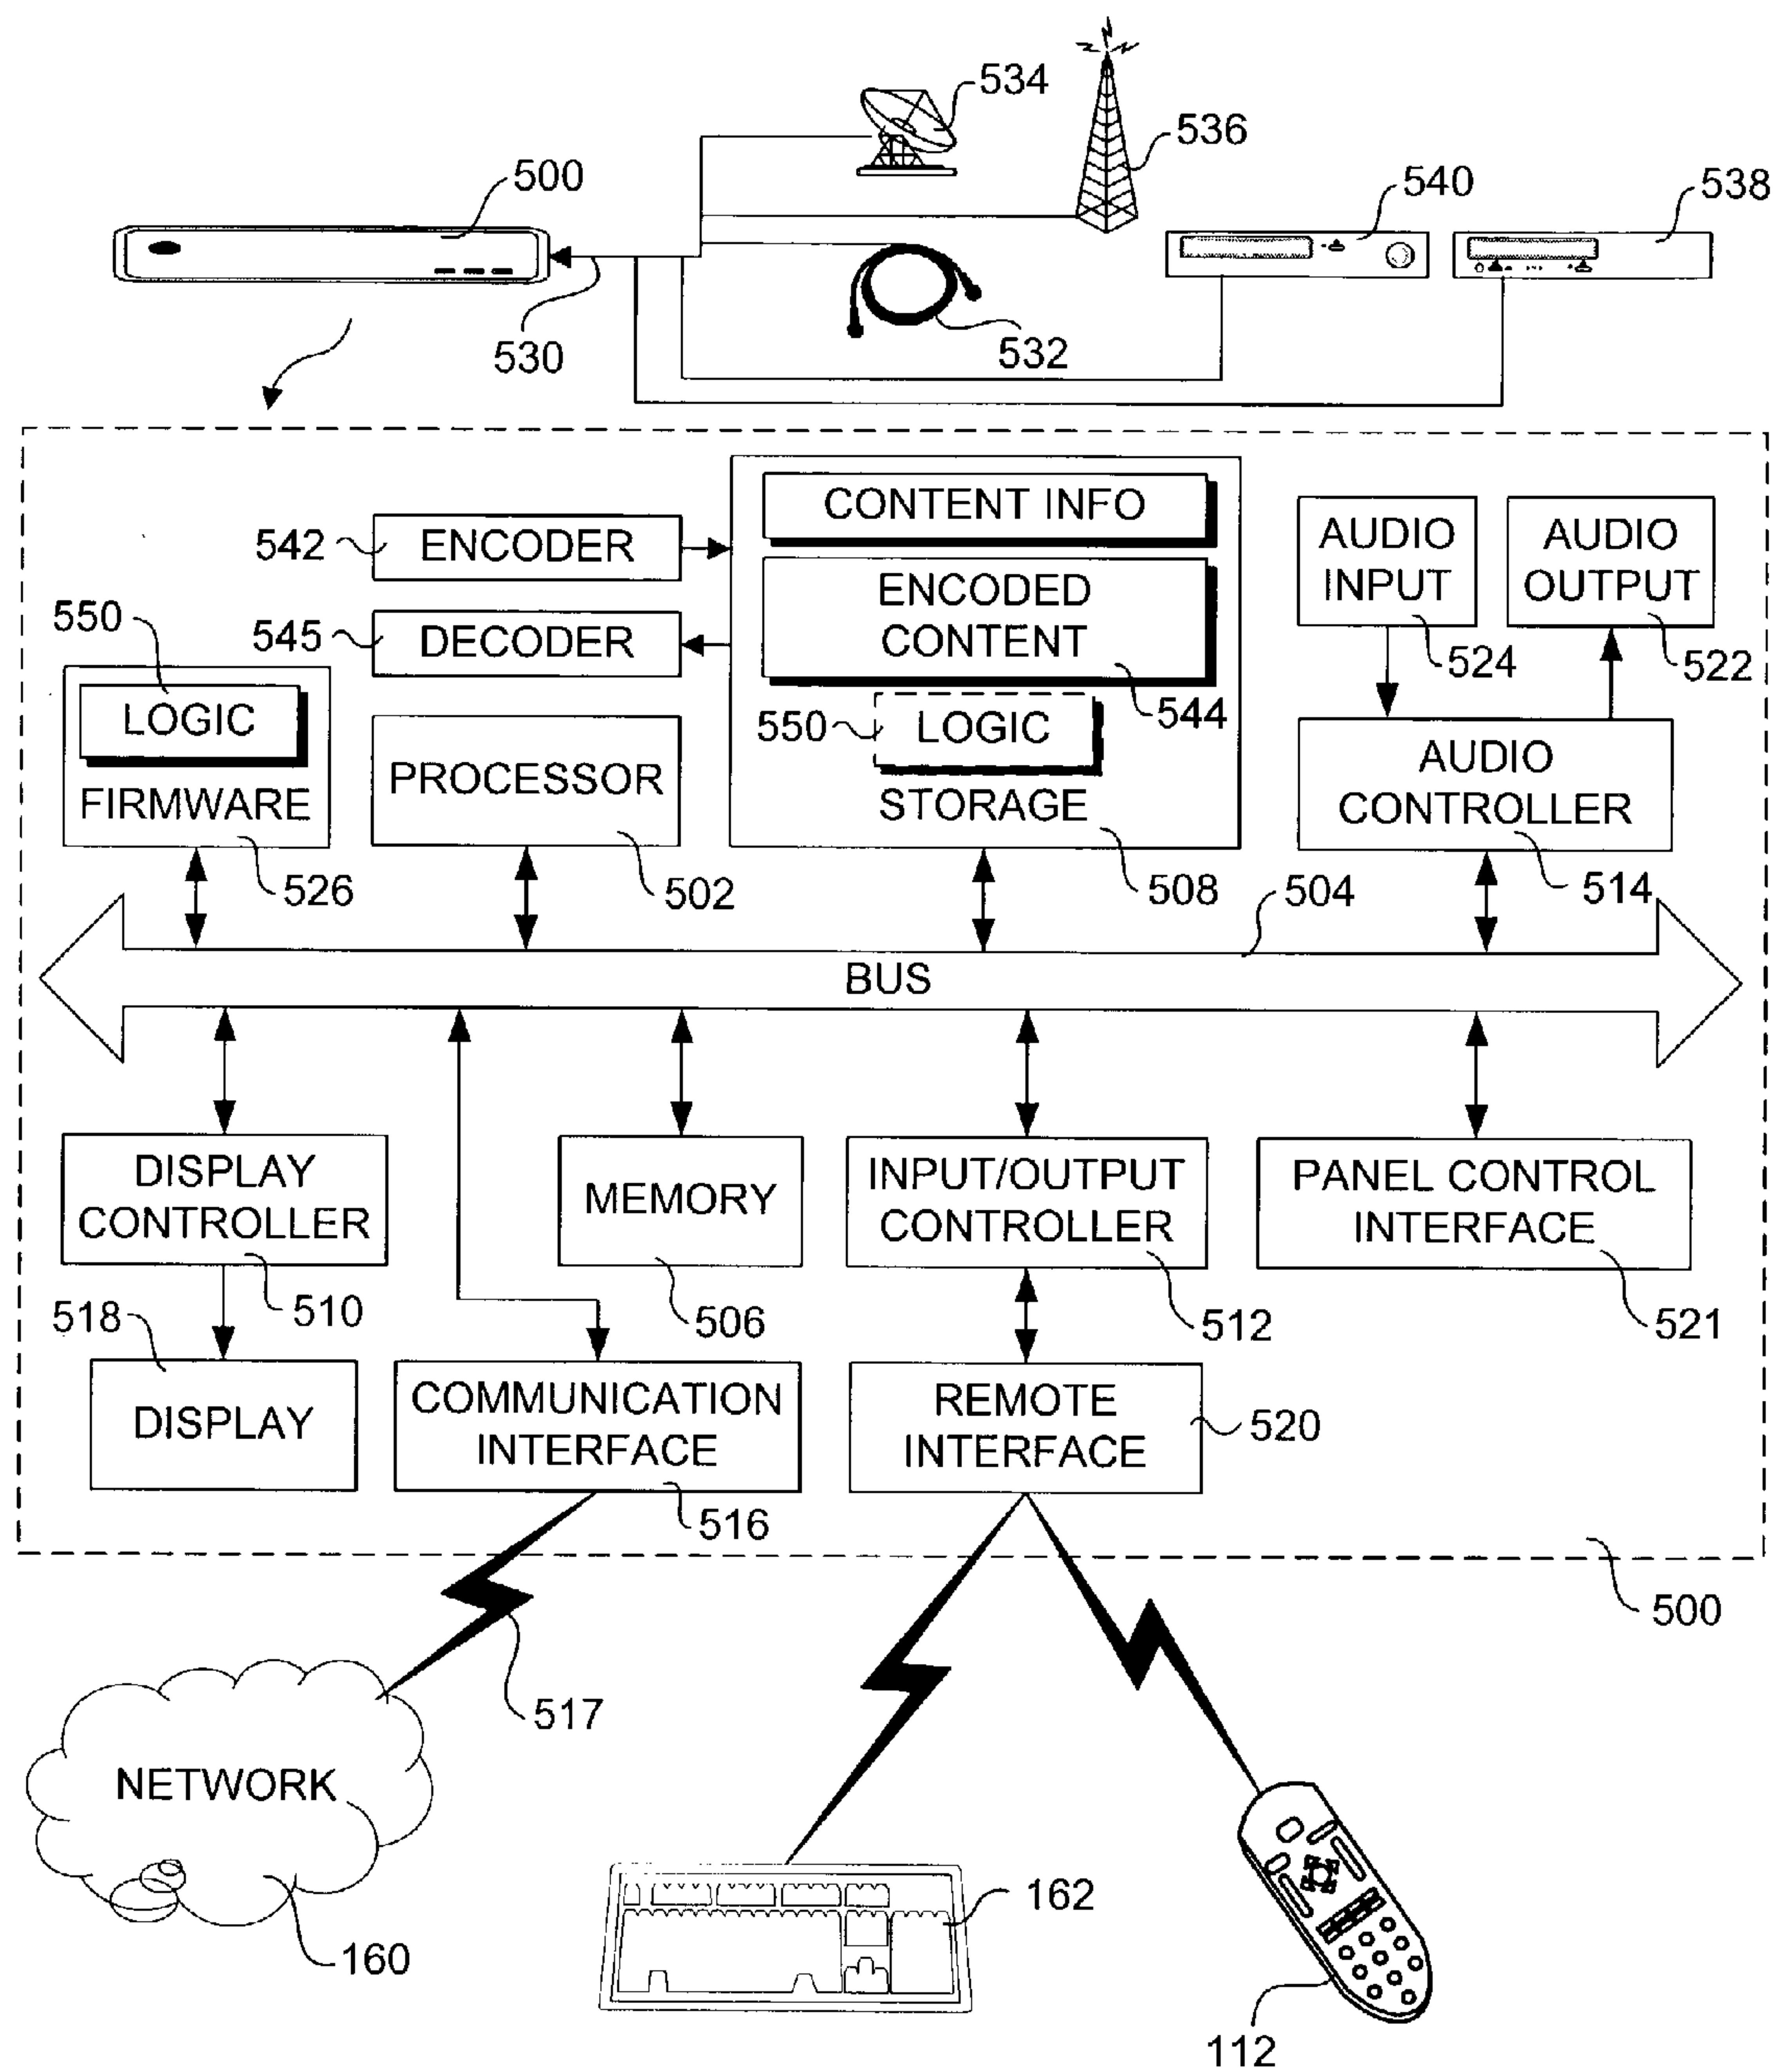 534
536
500
540
538
530
532
CONTENT INFO
542
ENCODER
AUDIO
INPUT
AUDIO
OUTPUT
ENCODED
CONTENT
550
545
DECODER
524
522
LOGIC
544
550
LOGIC
PROCESSOR
AUDIO
CONTROLLER
FIRMWARE
STORAGE
526
502
508
504
514
BUS
DISPLAY
CONTROLLER
MEMORY
INPUT/OUTPUT
CONTROLLER
PANEL CONTROL
INTERFACE
518
510
506
512
521
DISPLAY
COMMUNICATION
INTERFACE
REMOTE
INTERFACE
520
516
500
517
NETWORK
162
160
112